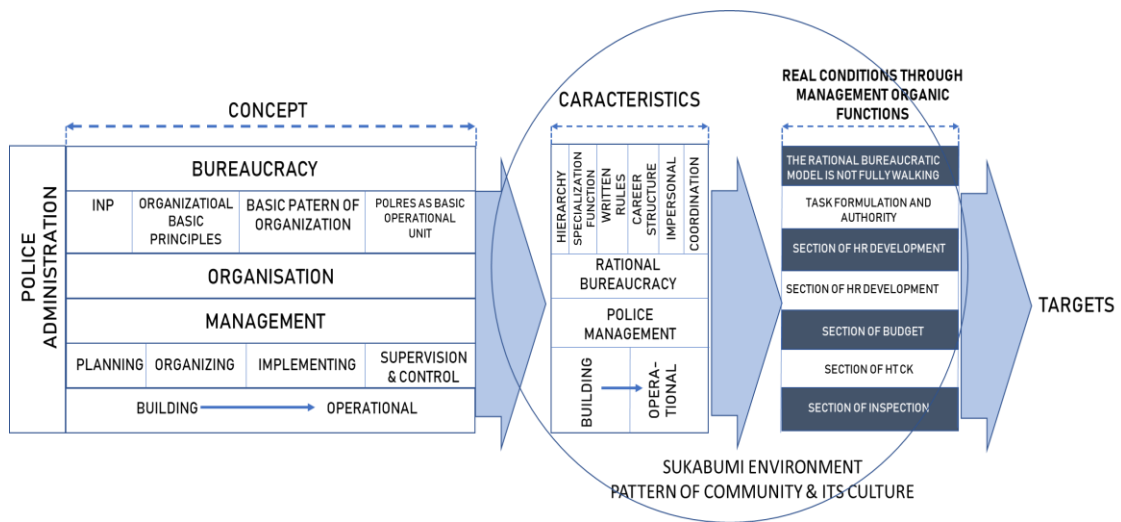 CONCEPT
CARACTERISTICS
REAL CONDITIONS THROUGH
MANAGEMENT ORGANIC
FUNCTIONS
POLICE
ADMINISTRATION
BUREAUCRACY
INP
ORGANIZATIOAL
BASIC
PRINCIPLES
BASIC PATERN OF
ORGANIZATION
POLRES AS BASIC
OPERATIONAL
UNIT
ORGANISATION
MANAGEMENT
PLANNING
ORGANIZING
IMPLEMENTING
SUPERVISION
& CONTROL
BUILDING
OPERATIONAL
HIERARCHY
SPECIALIZATION
FUNCTION
WRITTEN
RULES
CAREER
STRUCTURE
IMPERSONAL
COORDINATION
RATIONAL
BUREAUCRACY
POLICE
MANAGEMENT
BUILDING
OPERA-
TIONAL
THE RATIONAL BUREAUCRATIC
MODEL IS NOT FULLY WALKING
TASK FORMULATION AND
AUTHORITY
SECTION OF HR DEVELOPMENT
SECTION OF HR DEVELOPMENT
SECTION OF BUDGET
SECTION OF HTCK
SECTION OF INSPECTION
TARGETS
SUKABUMI ENVIRONMENT
PATTERN OF COMMUNITY & ITS CULTURE